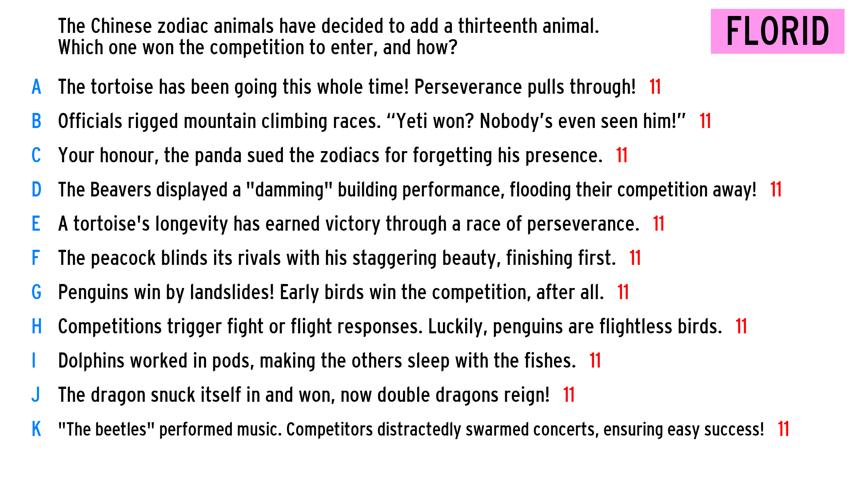 The Chinese zodiac animals have decided to add a thirteenth animal.
Which one won the competition to enter, and how?
FLORID
A The tortoise has been going this whole time! Perseverance pulls through! 11
B Officials rigged mountain climbing races. “Yeti won? Nobody’s even seen him!” 11
C Your honour, the panda sued the zodiacs for forgetting his presence. 11
D The Beavers displayed a "damming" building performance, flooding their competition away! 11
E A tortoise's longevity has earned victory through a race of perseverance. 11
F The peacock blinds its rivals with his staggering beauty, finishing first. 11
G Penguins win by landslides! Early birds win the competition, after all. 11
H Competitions trigger fight or flight responses. Luckily, penguins are flightless birds. 11
I Dolphins worked in pods, making the others sleep with the fishes. 11
J The dragon snuck itself in and won, now double dragons reign! 11
K "The beetles" performed music. Competitors distractedly swarmed concerts, ensuring easy success! 11